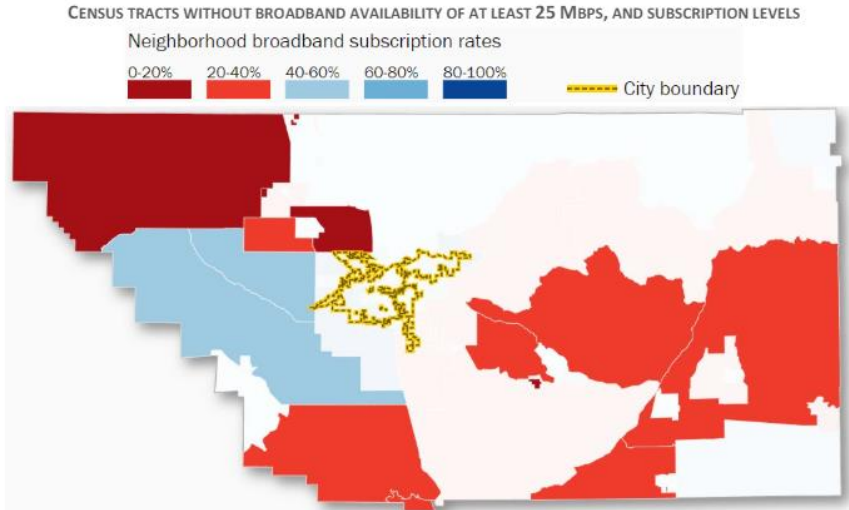 CENSUS TRACTS WITHOUT BROADBAND AVAILABILITY OF AT LEAST 25 MBPS, AND SUBSCRIPTION LEVELS
Neighborhood broadband subscription rates
0-20% 20-40% 40-60% 60-80% 80-100%
City boundary